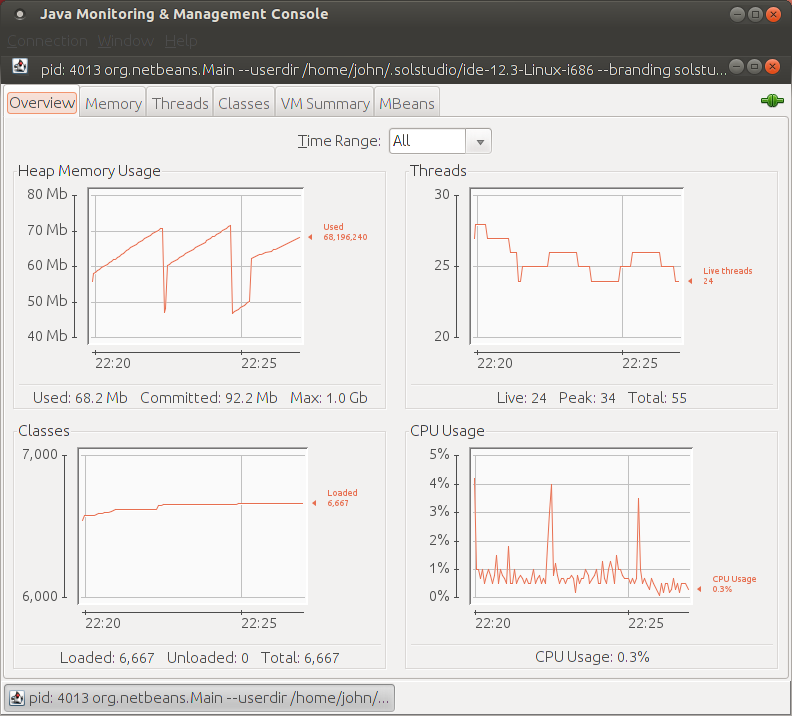 Java Monitoring & Management Console
Connection Window Help
pid: 4013 org.netbeans.Main --userdir /home/john/.solstudio/ide-12.3-Linux-i686 --branding solstu...
Overview Memory Threads Classes VM Summary MBeans
Time Range: All
Heap Memory Usage
80 Mb
70 Mb
60 Mb
50 Mb
40 Mb
Used
68,196,240
22:20 22:25
Used: 68.2 Mb Committed: 92.2 Mb Max: 1.0 Gb
Threads
30
25
20
Live threads
24
22:20 22:25
Live: 24 Peak: 34 Total: 55
Classes
7,000
6,000
Loaded
6,667
22:20 22:25
Loaded: 6,667 Unloaded: 0 Total: 6,667
CPU Usage
5%
4%
3%
2%
1%
0%
CPU Usage
0.3%
22:20 22:25
CPU Usage: 0.3%
pid: 4013 org.netbeans.Main --userdir /home/john/...